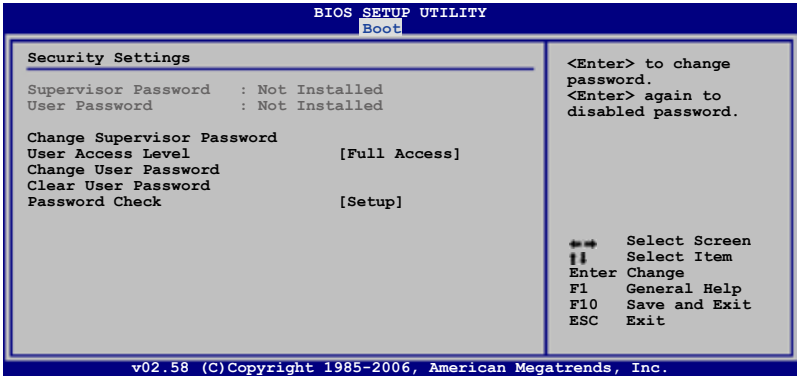 BIOS SETUP UTILITY
Boot
Security Settings
Supervisor Password : Not Installed
User Password : Not Installed
Change Supervisor Password
User Access Level [Full Access]
Change User Password
Clear User Password
Password Check [Setup]
<Enter> to change
password.
<Enter> again to
disabled password.
Select Screen
Select Item
Enter Change
F1 General Help
F10 Save and Exit
ESC Exit
v02.58 (C)Copyright 1985-2006, American Megatrends, Inc.